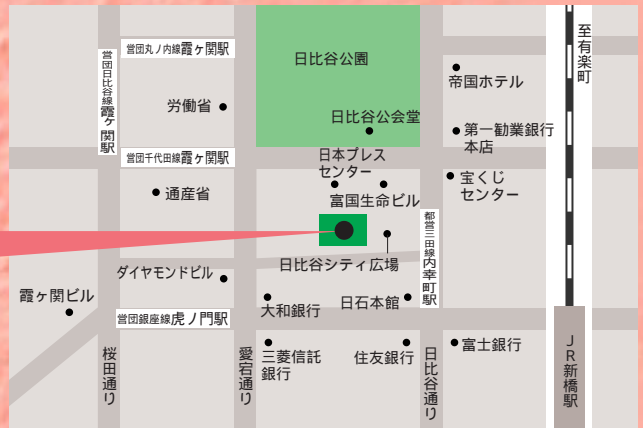 営団丸ノ内線霞ヶ関駅
営団日比谷線霞ヶ関駅
日比谷公園
至有楽町
帝国ホテル
労働省
日比谷公会堂
第一勧業銀行
本店
営団千代田線霞ヶ関駅
日本プレス
センター
宝くじ
センター
通産省
富国生命ビル
都営三田線内幸町駅
日比谷シティ広場
ダイヤモンドビル
霞ヶ関ビル
大和銀行
日石本館
営団銀座線虎ノ門駅
桜田通り
愛宕通り
三菱信託
銀行
住友銀行
日比谷通り
富士銀行
JR新橋駅